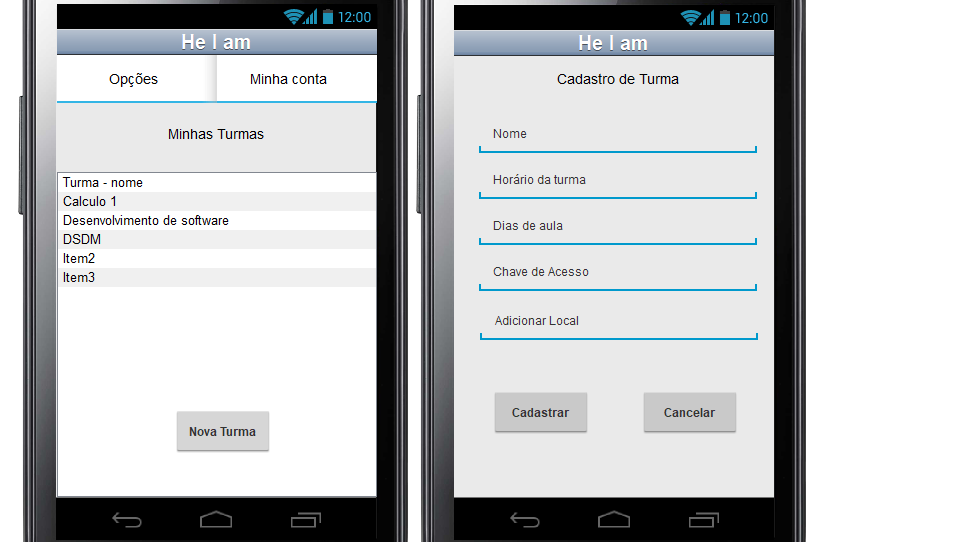 12:00
He I am
Opções
Minha conta
Minhas Turmas
Turma - nome
Calculo 1
Desenvolvimento de software
DSDM
Item2
Item3
Nova Turma
12:00
He I am
Cadastro de Turma
Nome
Horário da turma
Dias de aula
Chave de Acesso
Adicionar Local
Cadastrar
Cancelar